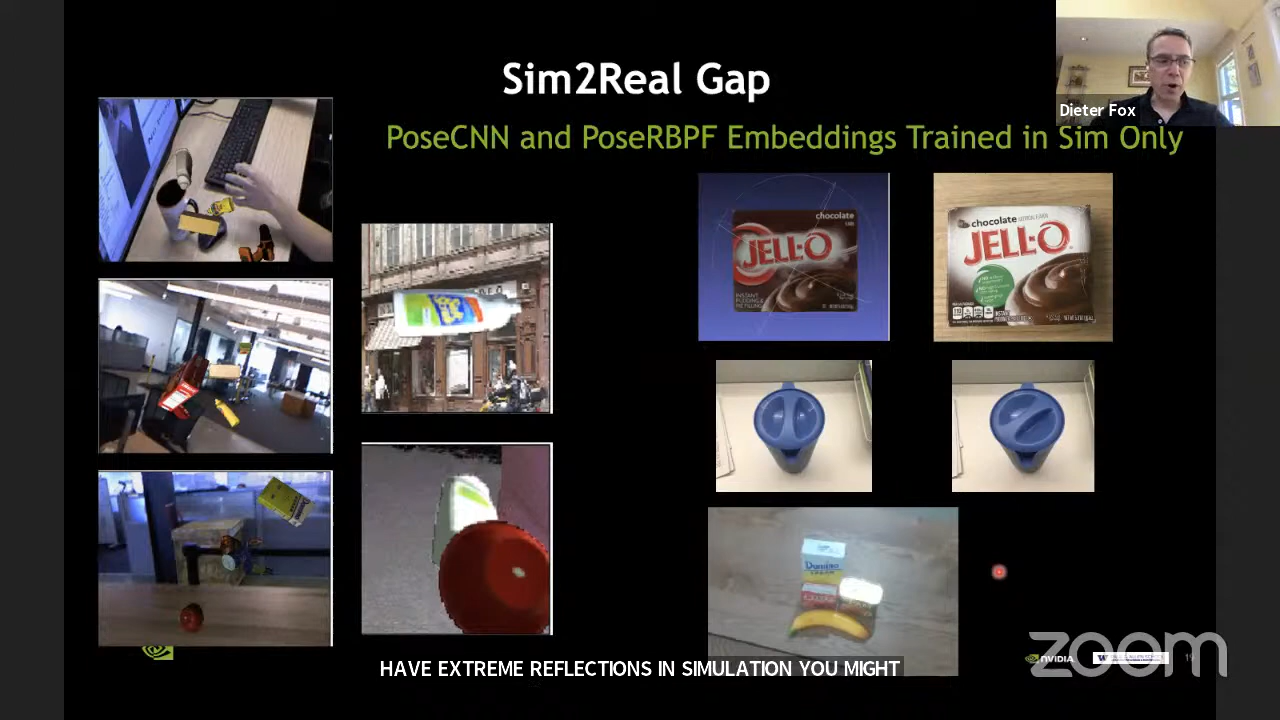 Sim2Real Gap
Dieter Fox
PoseCNN and PoseRBPF Embeddings Trained in Sim Only
chocolate
JELL-O
INSTANT
PUDDING &
PIE FILLING
chocolate
JELL-O
Domino
HAVE EXTREME REFLECTIONS IN SIMULATION YOU MIGHT
NVIDIA
zoom